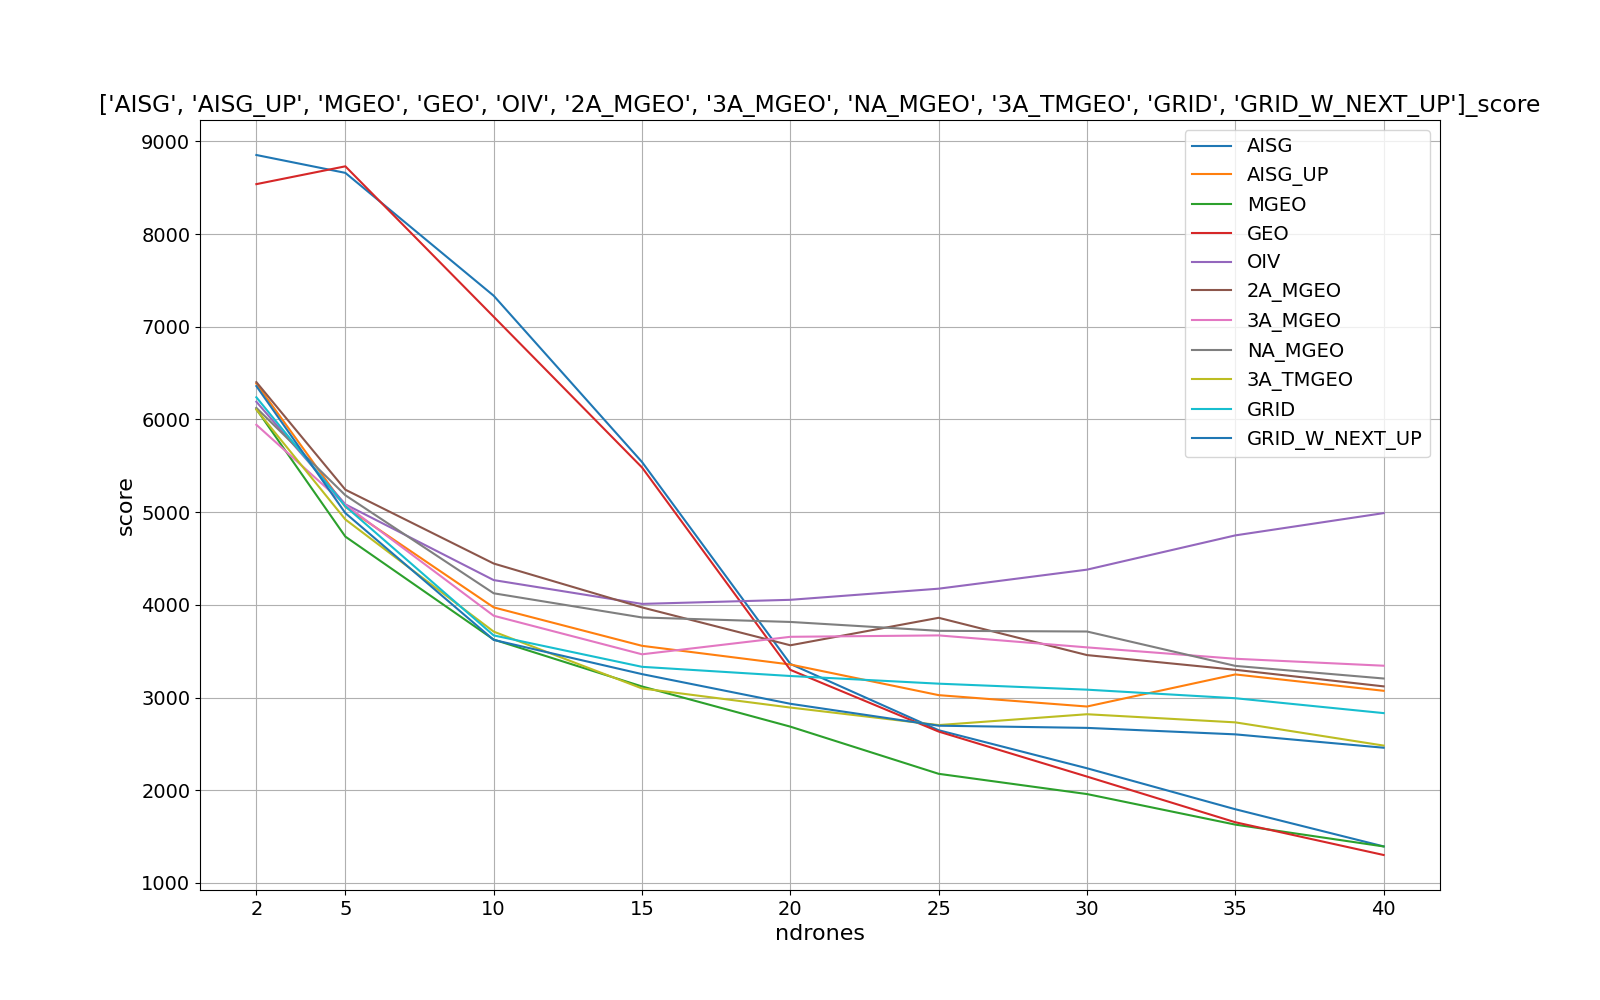 ['AISG', 'AISG_UP', 'MGEO', 'GEO', 'OIV', '2A_MGEO', '3A_MGEO', 'NA_MGEO', '3A_TMGEO', 'GRID', 'GRID_W_NEXT_UP']_score
9000
8000
7000
6000
5000
4000
3000
2000
1000
score
AISG
AISG_UP
MGEO
GEO
OIV
2A_MGEO
3A_MGEO
NA_MGEO
3A_TMGEO
GRID
GRID_W_NEXT_UP
2 5 10 15 20 25 30 35 40
ndrones